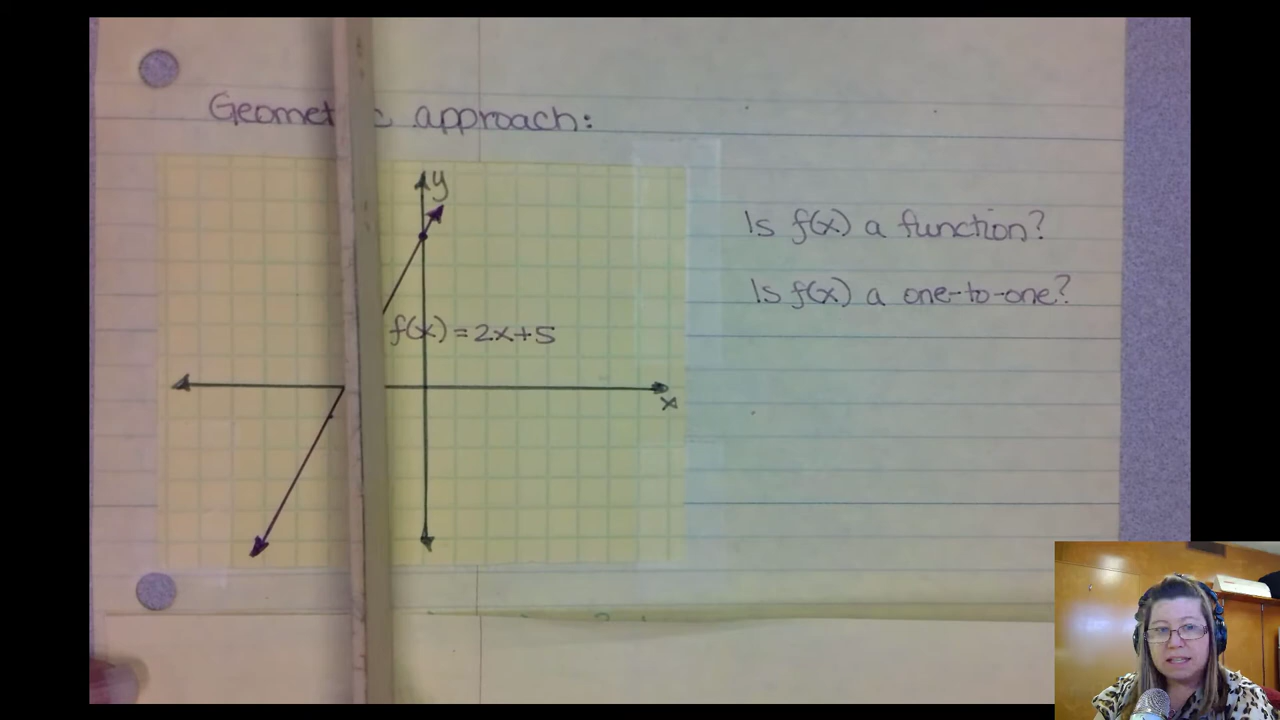 Geomet c approach:
y
Is f(x) a function?
Is f(x) a one-to-one?
f(x) = 2x+5
x